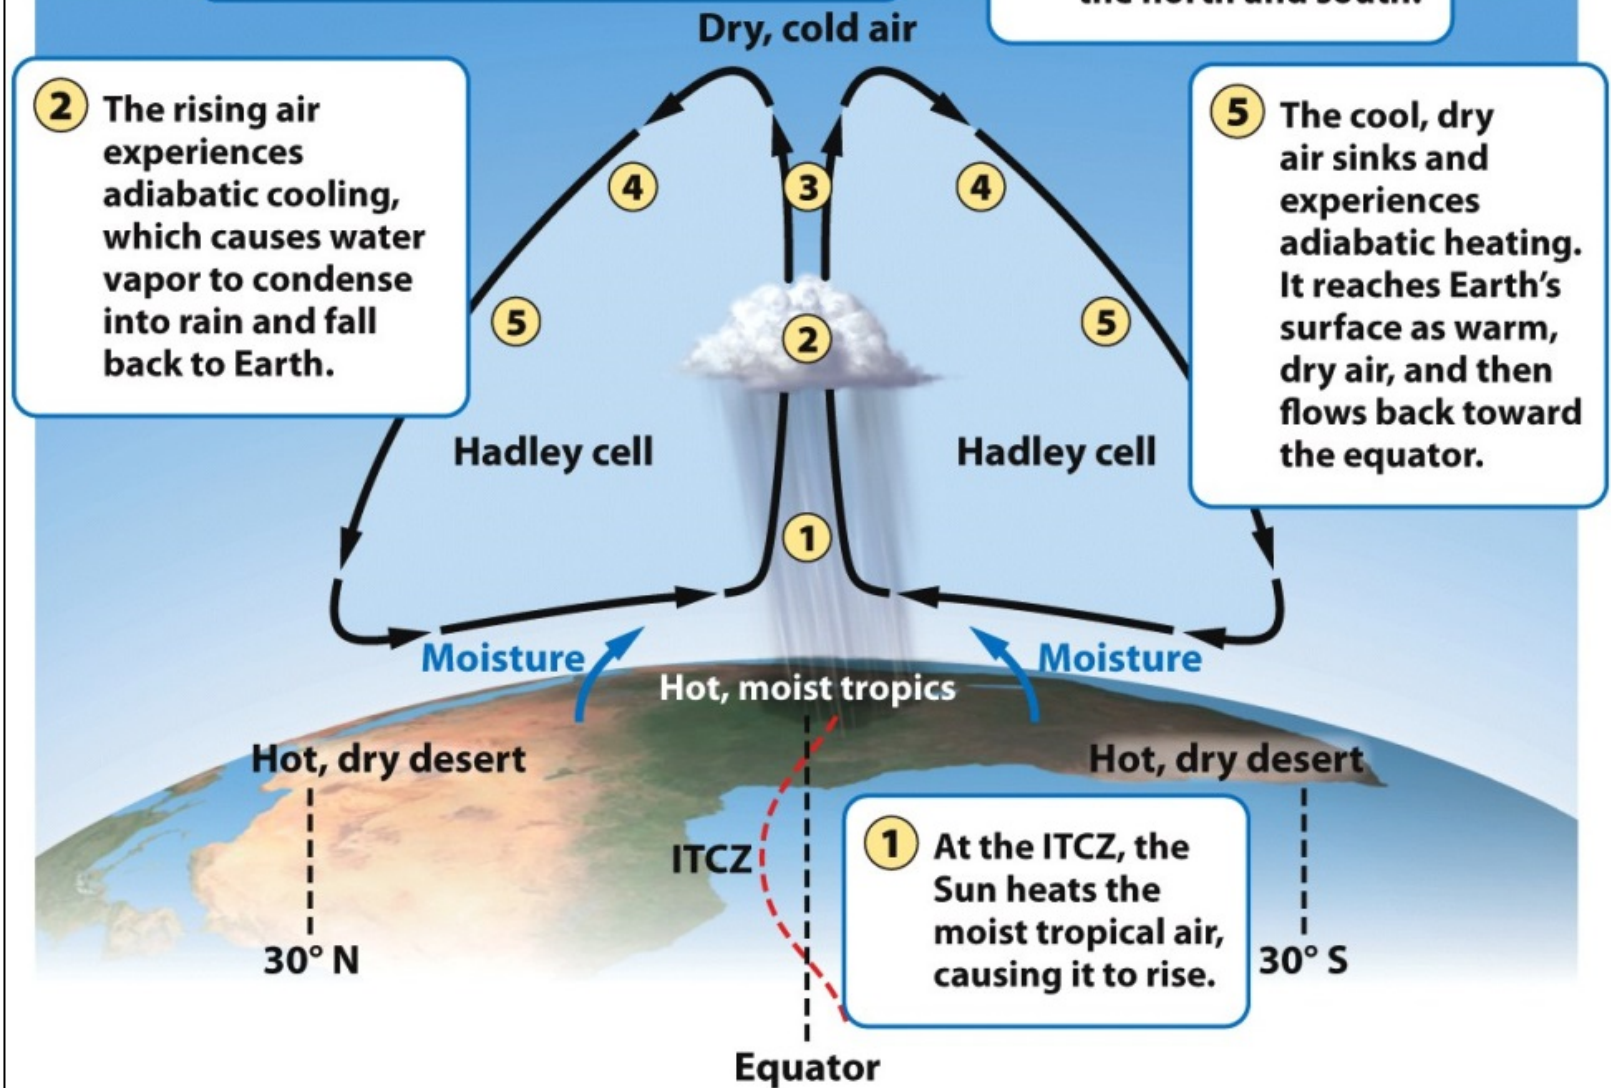 the north and south.
Dry, cold air
2 The rising air
experiences
adiabatic cooling,
which causes water
vapor to condense
into rain and fall
back to Earth.
5 The cool, dry
air sinks and
experiences
adiabatic heating.
It reaches Earth's
surface as warm,
dry air, and then
flows back toward
the equator.
4
3
4
5
2
5
Hadley cell
Hadley cell
1
Moisture
Moisture
Hot, moist tropics
Hot, dry desert
Hot, dry desert
ITCZ
1 At the ITCZ, the
Sun heats the
moist tropical air,
causing it to rise.
30° N
30° S
Equator